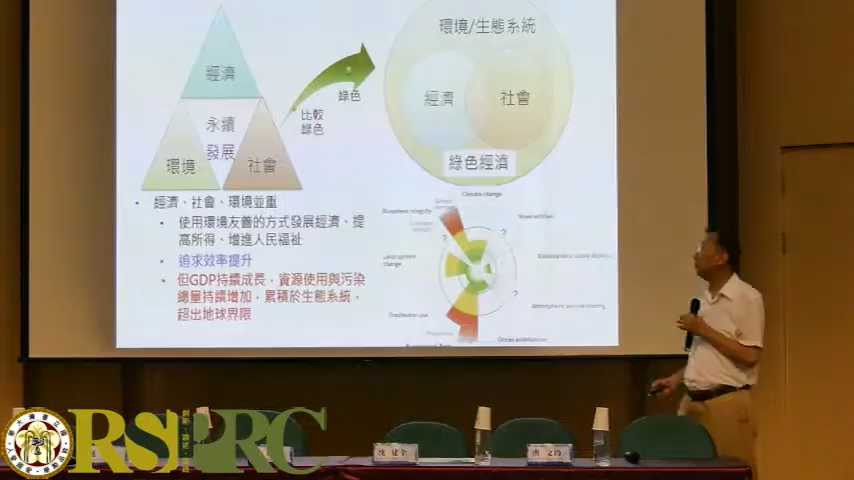 環境/生態系統
經濟
綠色
經濟
社會
永續
發展
比較
綠色
環境
社會
綠色經濟
Climate change
• 經濟、社會、環境並重
• 使用環境友善的方式發展經濟、提
高所得、增進人民福祉
• 追求效率提升
• 但GDP持續成長，資源使用與污染
總量持續增加，累積於生態系統，
超出地球界限
Biosphere integrity
Novel entities
Land-system
change
Freshwater use
Ocean acidification
?
?
?
RSPRC